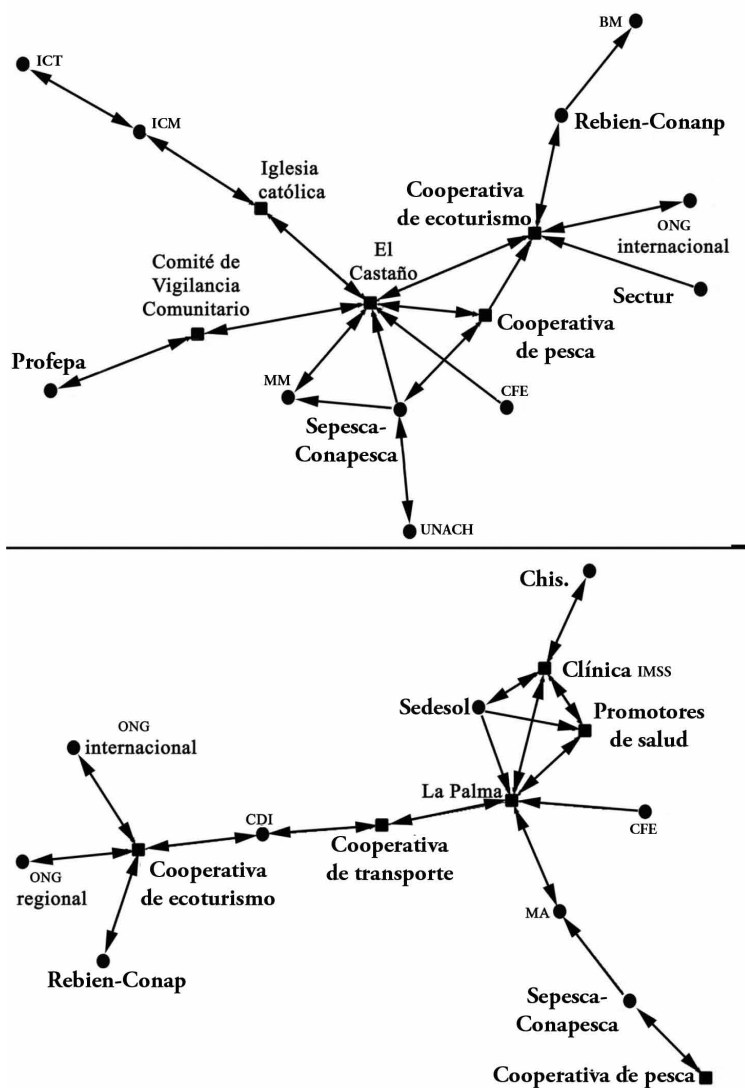 BM
ICT
ICM
Rebien-Conanp
Iglesia
católica
Cooperativa
de ecoturismo
ONG
internacional
El
Castaño
Comité de
Vigilancia
Comunitario
Sectur
Cooperativa
de pesca
Profepa
MM
CFE
Sepesca-
Conapesca
UNACH
Chis.
Clínica IMSS
Sedesol
Promotores
de salud
ONG
internacional
La Palma
CDI
CFE
Cooperativa
de transporte
Cooperativa
de ecoturismo
ONG
regional
MA
Rebien-Conap
Sepesca-
Conapesca
Cooperativa de pesca